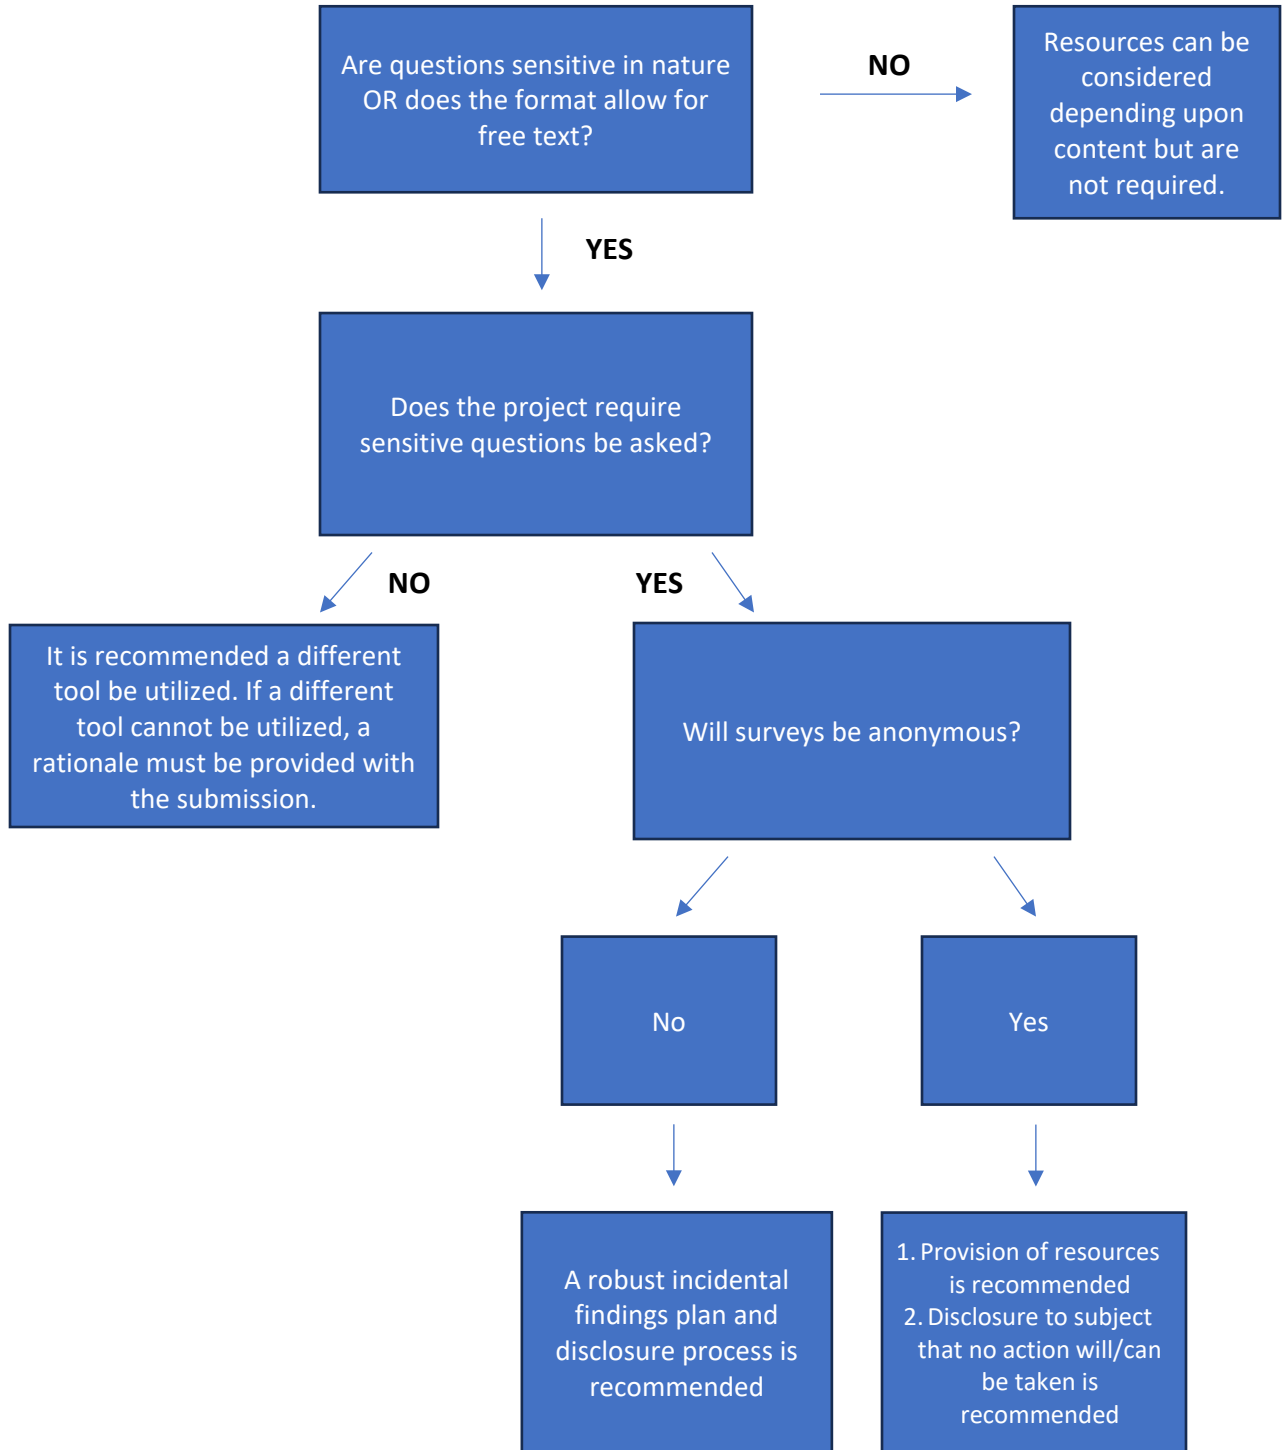 Are questions sensitive in nature
OR does the format allow for
free text?
NO
Resources can be
considered
depending upon
content but are
not required.
YES
Does the project require
sensitive questions be asked?
NO
YES
It is recommended a different
tool be utilized. If a different
tool cannot be utilized, a
rationale must be provided with
the submission.
Will surveys be anonymous?
No
Yes
A robust incidental
findings plan and
disclosure process is
recommended
1. Provision of resources
is recommended
2. Disclosure to subject
that no action will/can
be taken is
recommended